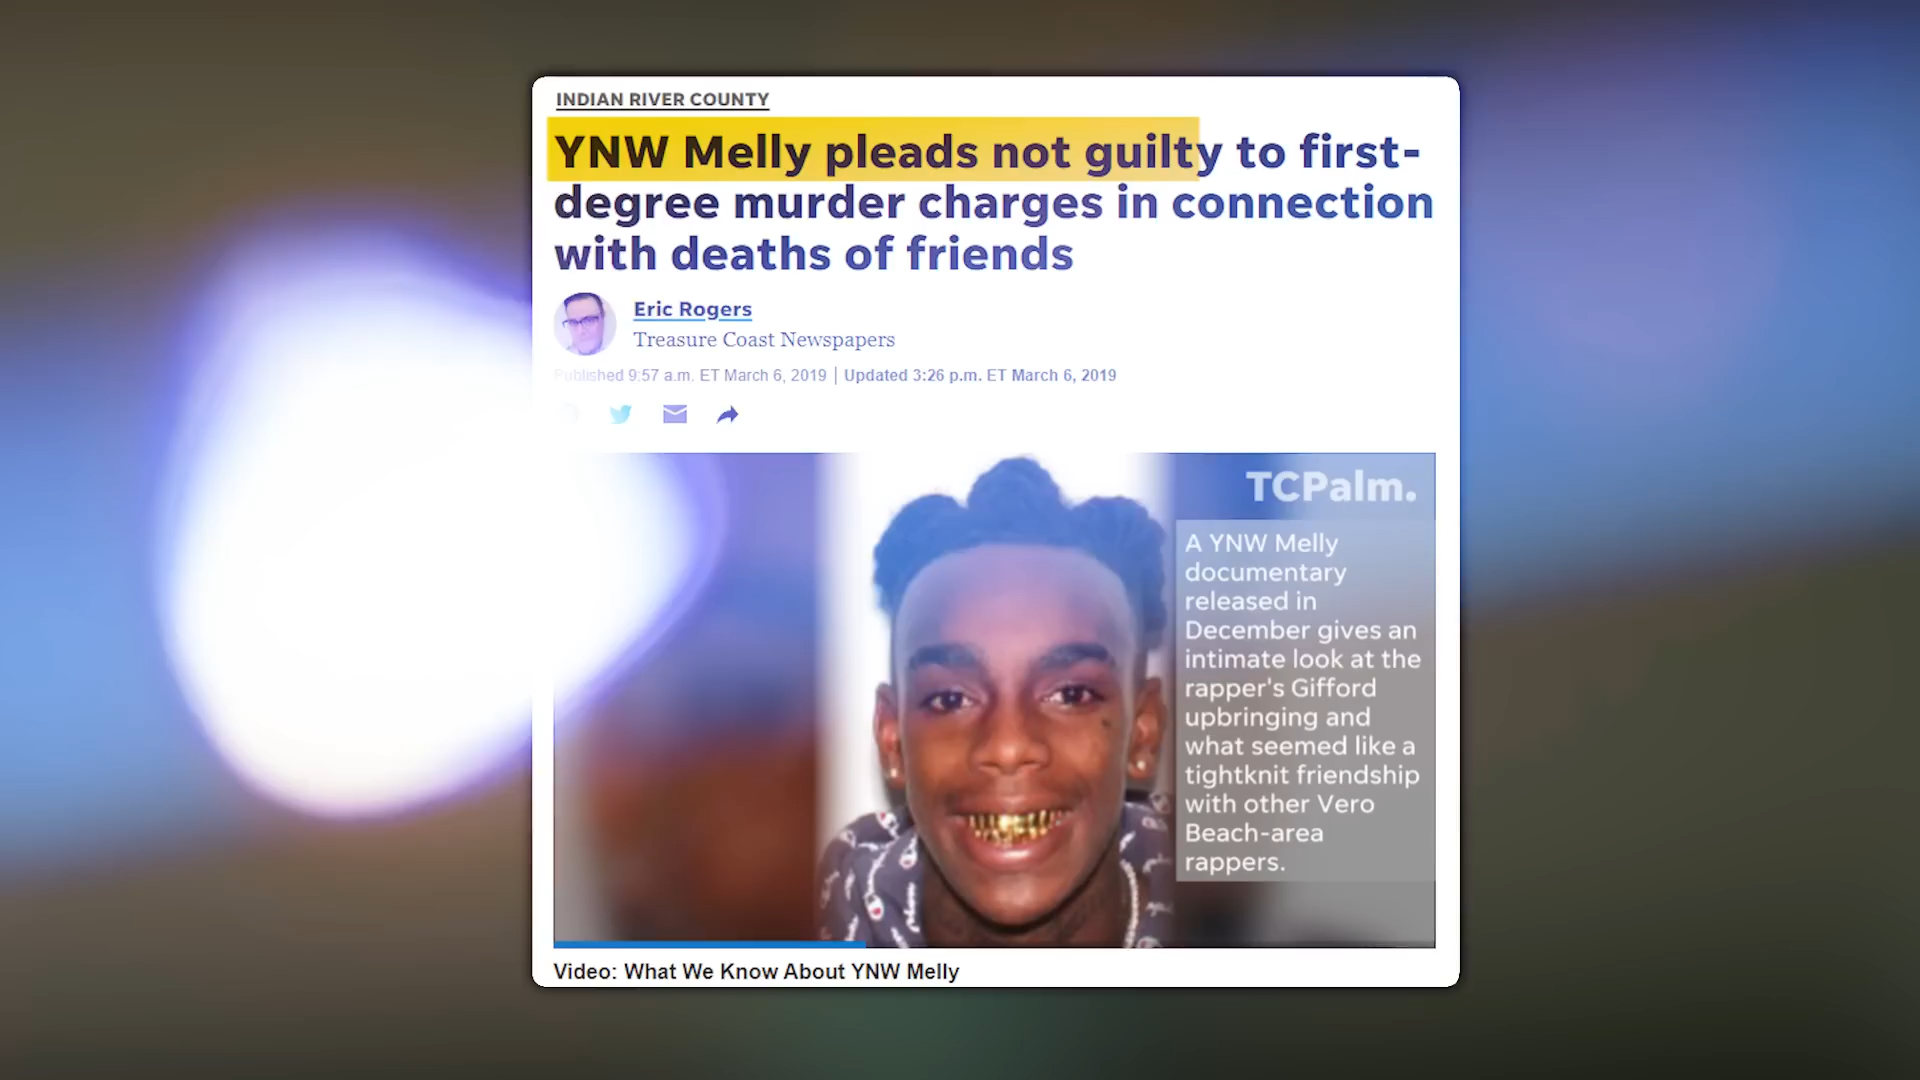 INDIAN RIVER COUNTY
YNW Melly pleads not guilty to first-
degree murder charges in connection
with deaths of friends
Eric Rogers
Treasure Coast Newspapers
Published 9:57 a.m. ET March 6, 2019 | Updated 3:26 p.m. ET March 6, 2019
TCPalm.
A YNW Melly
documentary
released in
December gives an
intimate look at the
rapper's Gifford
upbringing and
what seemed like a
tightknit friendship
with other Vero
Beach-area
rappers.
Video: What We Know About YNW Melly